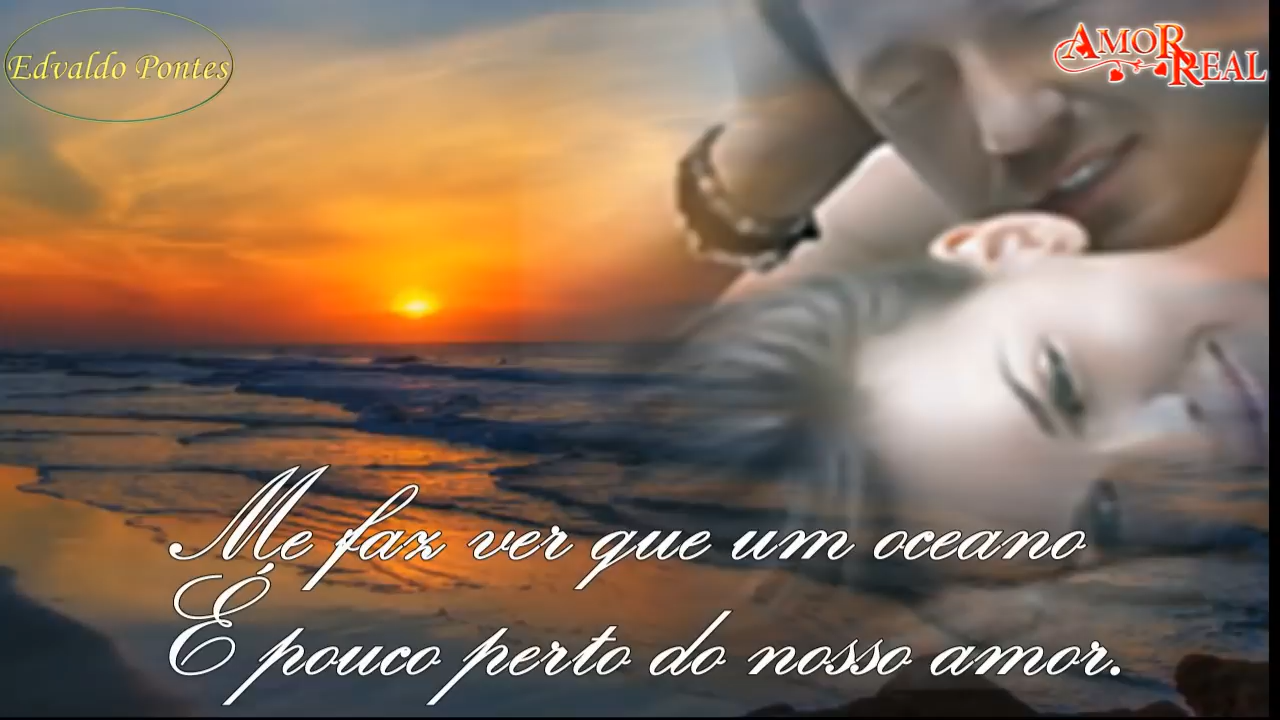 Edvaldo Pontes
AMOR
REAL
Me faz ver que um oceano
É pouco perto do nosso amor.